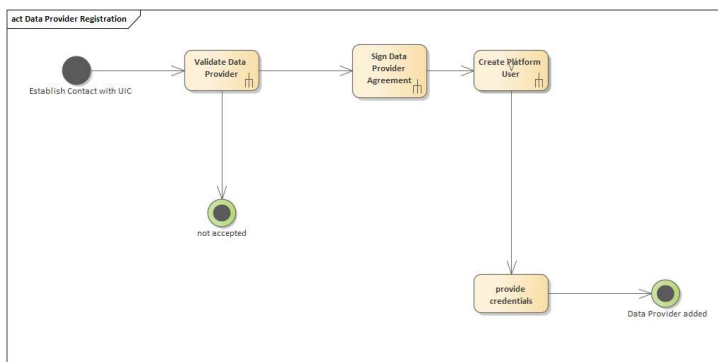 act Data Provider Registration
Establish Contact with UIC
Validate Data
Provider
Sign Data
Provider
Agreement
Create Platform
User
not accepted
provide
credentials
Data Provider added